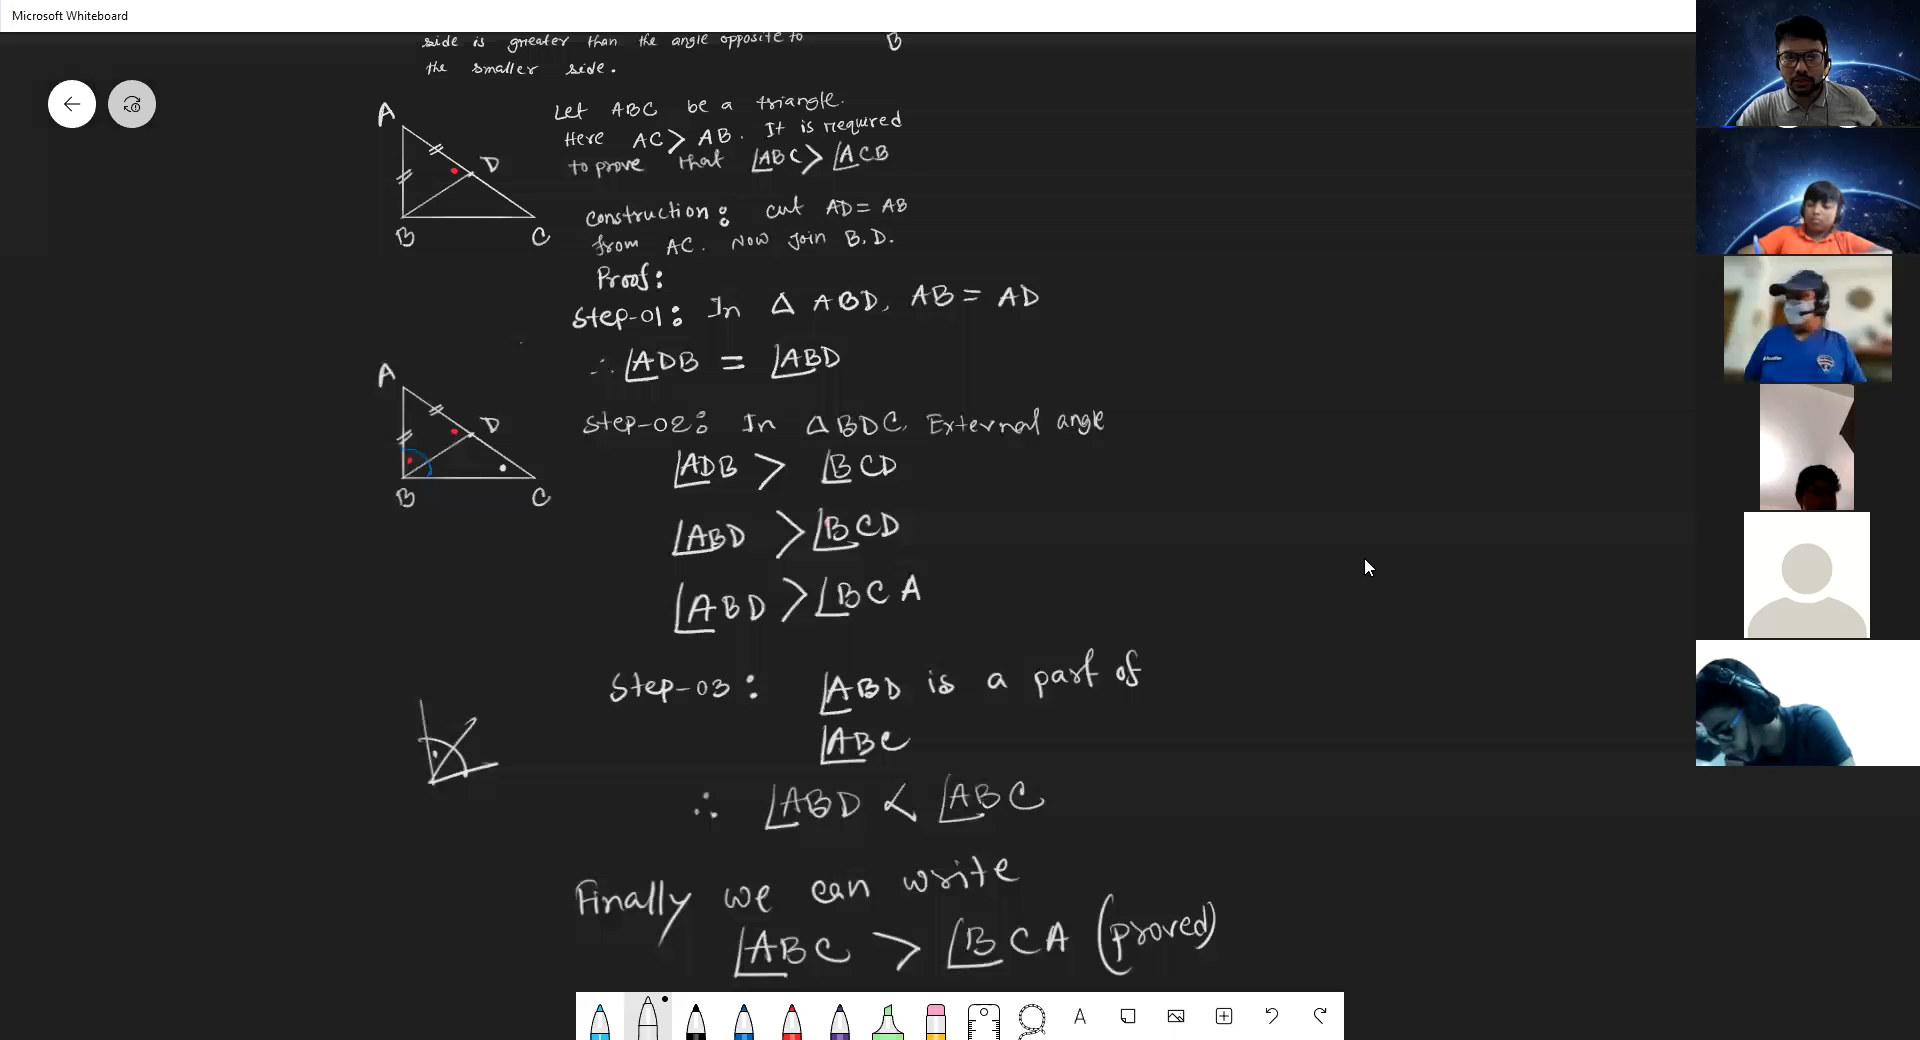 Microsoft Whiteboard
side is greater than the angle opposite to
the smaller side.
B
A
D
B
C
Let ABC be a triangle.
Here AC > AB. It is required
to prove that ∠ABC > ∠ACB
Construction: cut AD = AB
from AC. Now join B, D.
Proof:
Step-01: In Δ ABD, AB = AD
∴ ∠ADB = ∠ABD
A
D
B
C
Step-02: In Δ BDC, External angle
∠ADB > ∠BCD
∠ABD > ∠BCD
∠ABD > ∠BCA
Step-03: ∠ABD is a part of
∠ABC
∴ ∠ABD < ∠ABC
Finally we can write
∠ABC > ∠BCA (proved)